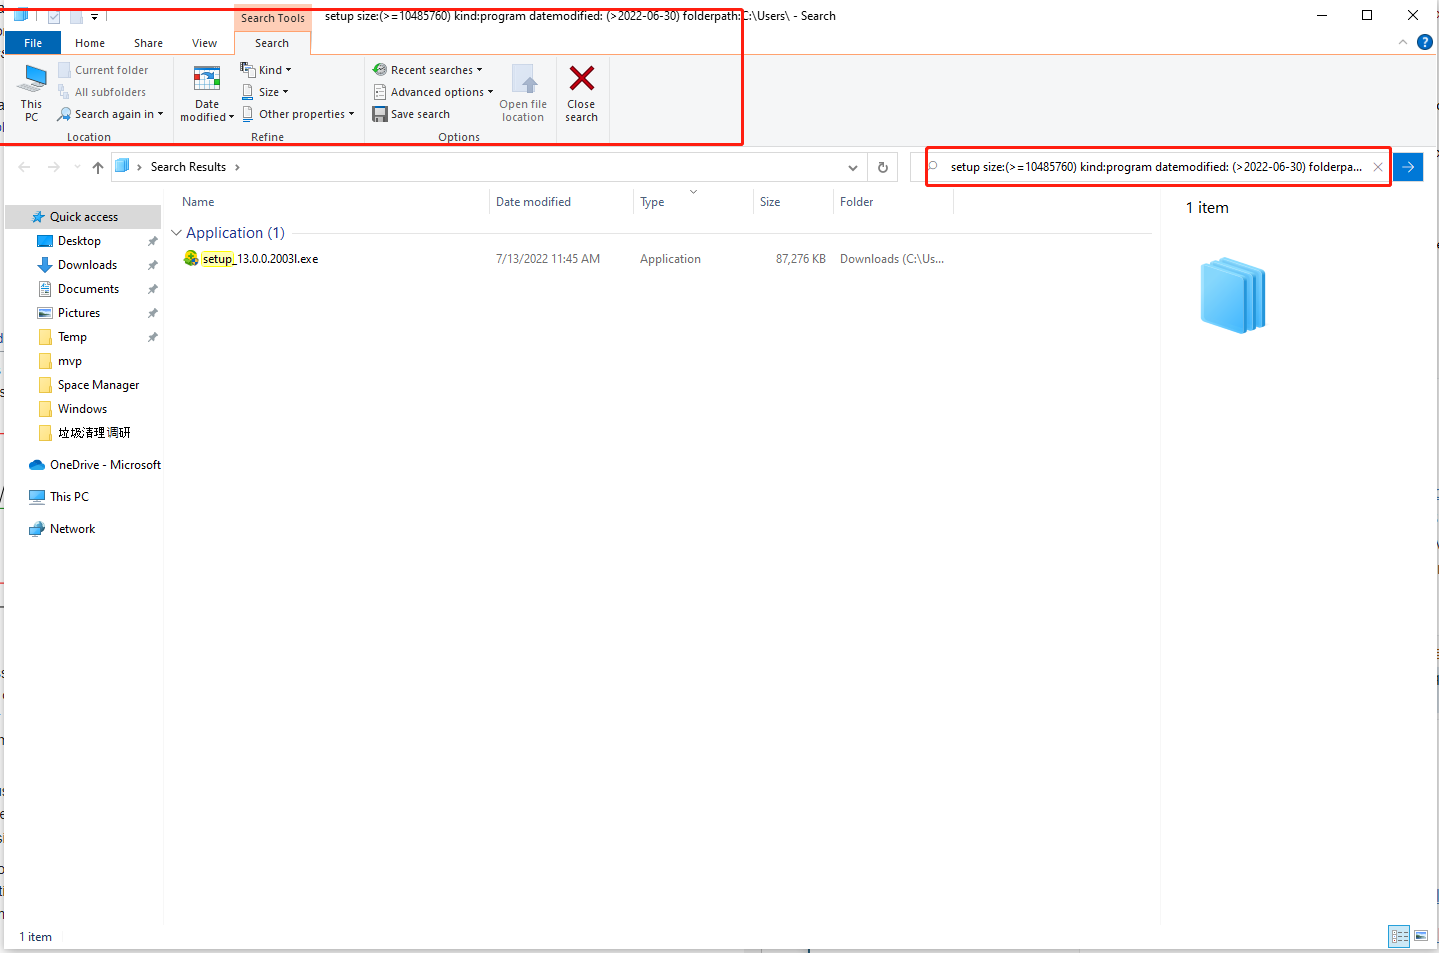 Search Tools
setup size:(>=10485760) kind:program datemodified: (>2022-06-30) folderpath:C:\Users\ - Search
File
Home
Share
View
Search
This PC
Current folder
All subfolders
Search again in
Location
Date modified
Kind
Size
Other properties
Refine
Recent searches
Advanced options
Save search
Options
Open file location
Close search
Search Results
setup size:(>=10485760) kind:program datemodified: (>2022-06-30) folderpa...
Name
Date modified
Type
Size
Folder
1 item
Application (1)
setup_13.0.0.2003I.exe
7/13/2022 11:45 AM
Application
87,276 KB
Downloads (C:\Us...
Quick access
Desktop
Downloads
Documents
Pictures
Temp
mvp
Space Manager
Windows
垃圾清理调研
OneDrive - Microsoft
This PC
Network
1 item